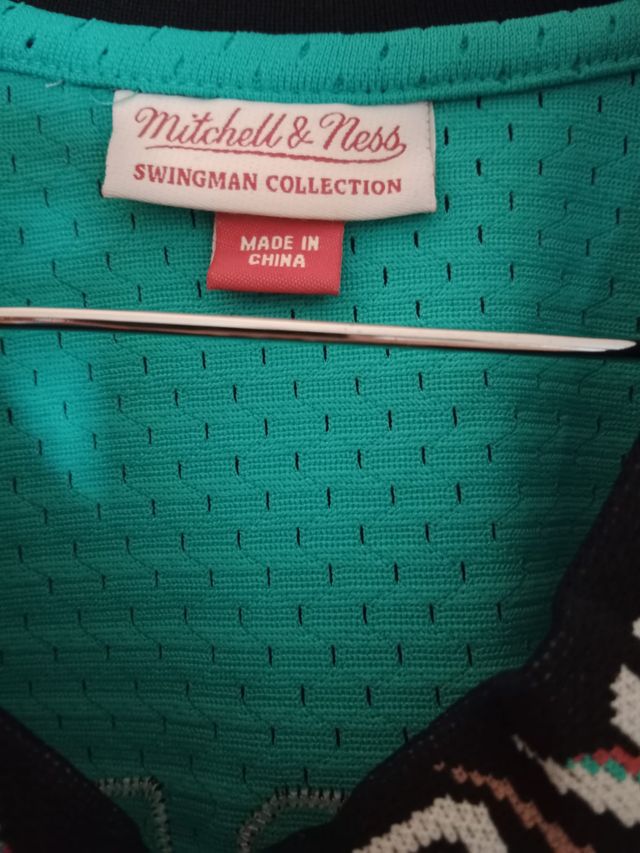 Mitchell & Ness
SWINGMAN COLLECTION
MADE IN
CHINA